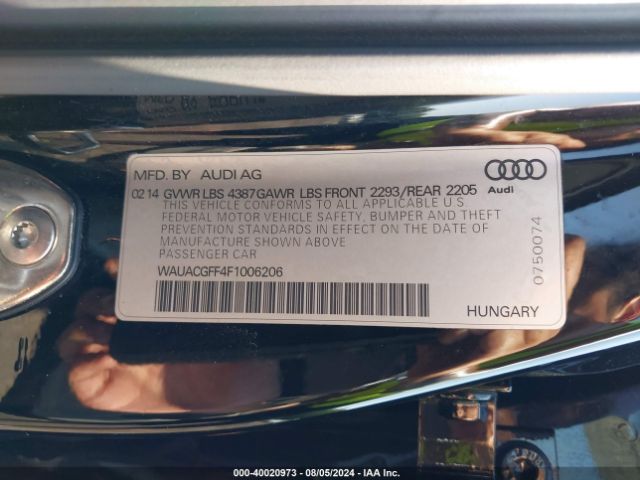 MFD. BY AUDI AG
02 14 GVWR LBS 4387 GAWR LBS FRONT 2293/REAR 2205
THIS VEHICLE CONFORMS TO ALL APPLICABLE U.S
FEDERAL MOTOR VEHICLE SAFETY, BUMPER AND THEFT
PREVENTION STANDARDS IN EFFECT ON THE DATE OF
MANUFACTURE SHOWN ABOVE
PASSENGER CAR
WAUACGFF4F1006206
Audi
0750074
HUNGARY
000-40020973 - 08/05/2024 - IAA Inc.